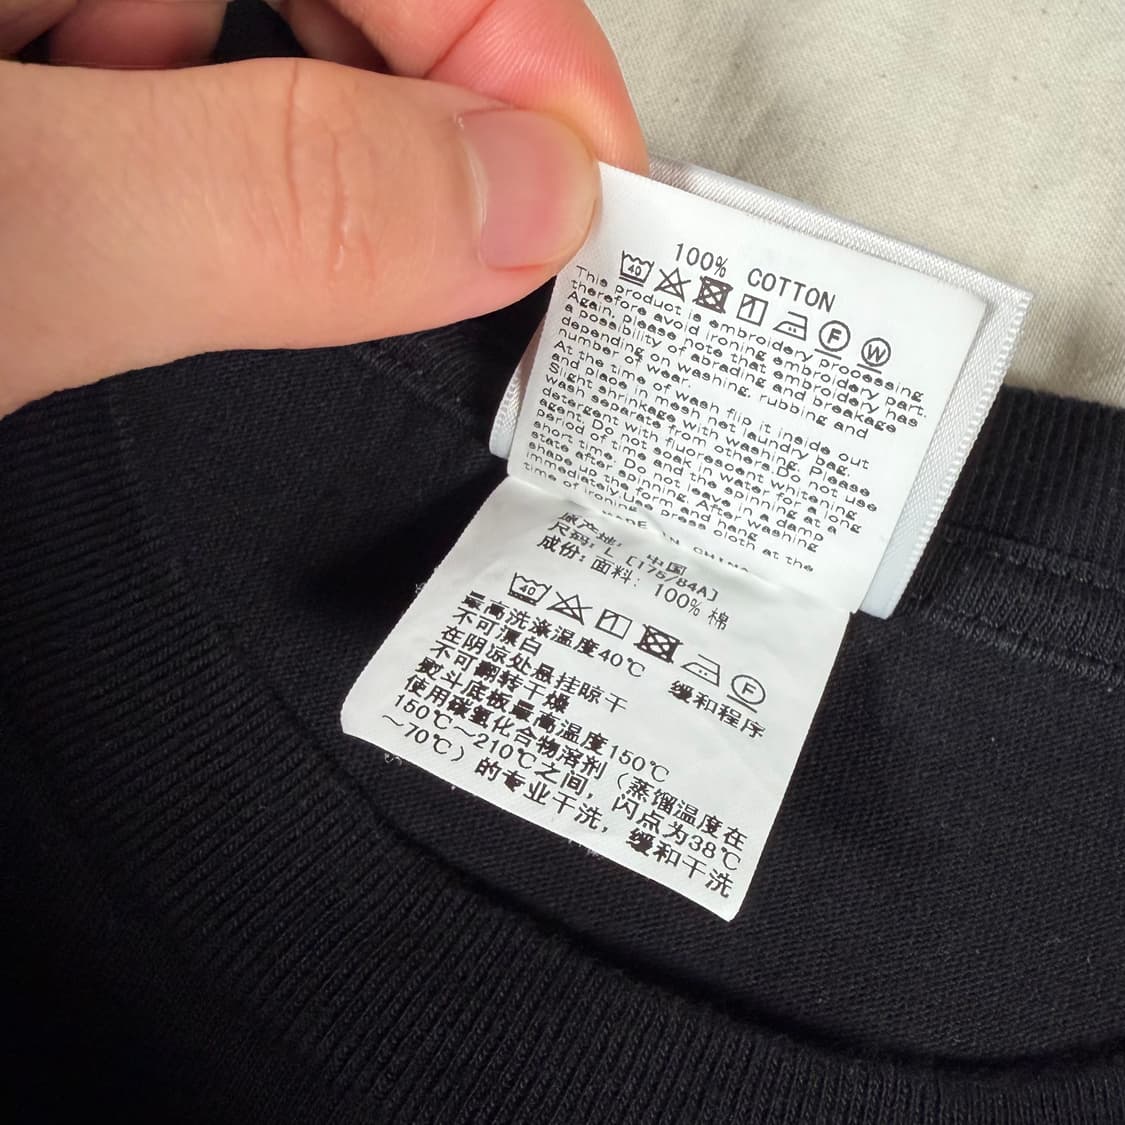 100% COTTON
40 F W
This product is embroidery processing
therefore avoid ironing embroidery part.
Again, please note that embroidery has
a possibility of abrading and breakage
depending on washing, rubbing and
number of wear.
At the time of wash flip it inside out
and place in mesh net laundry bag.
Slight shrinkage with washing. Please
wash separate from others.Do not use
detergent with fluorescent whitening
agent. Do not soak in water for a long
period of time and the spinning at a
short time. Do not leave in a damp
state after spinning. After washing
shape up the form and hang
immediately.Use press cloth at the
time of ironing.
MADE IN CHINA
原产地: 中国
尺码: L [175/84A]
成份: 面料: 100% 棉
40 F
最高洗涤温度40℃ 缓和程序
不可漂白
在阴凉处悬挂晾干
不可翻转干燥
熨斗底板最高温度150℃
使用碳氢化合物溶剂（蒸馏温度在
150℃～210℃之间，闪点为38℃
～70℃）的专业干洗，缓和干洗